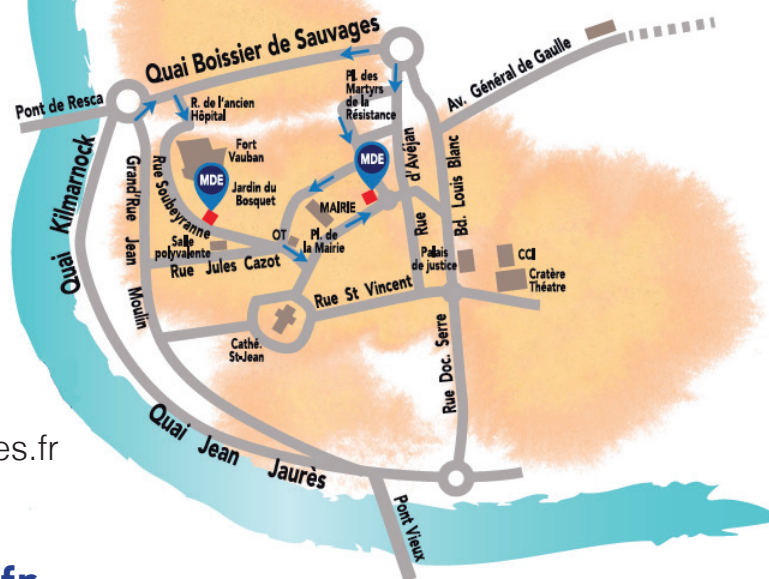 Quai Boissier de Sauvages
Av. Général de Gaulle
Pont de Resca
R. de l'ancien
Hôpital
Pl. des
Martyrs
de la
Résistance
Quai Kilmarnock
Grand'Rue Jean Moulin
Rue Soubeyranne
Fort
Vauban
MDE
Jardin du
Bosquet
MDE
Rue d'Avéjan
Bd. Louis Blanc
MAIRIE
OT
Pl. de
la Mairie
Salle
polyvalente
Rue Jules Cazot
Palais
de justice
CCI
Cratère
Théatre
Rue St Vincent
Cathé.
St-Jean
Rue Doc. Serre
Quai Jean Jaurès
es.fr
Pont Vieux
fr